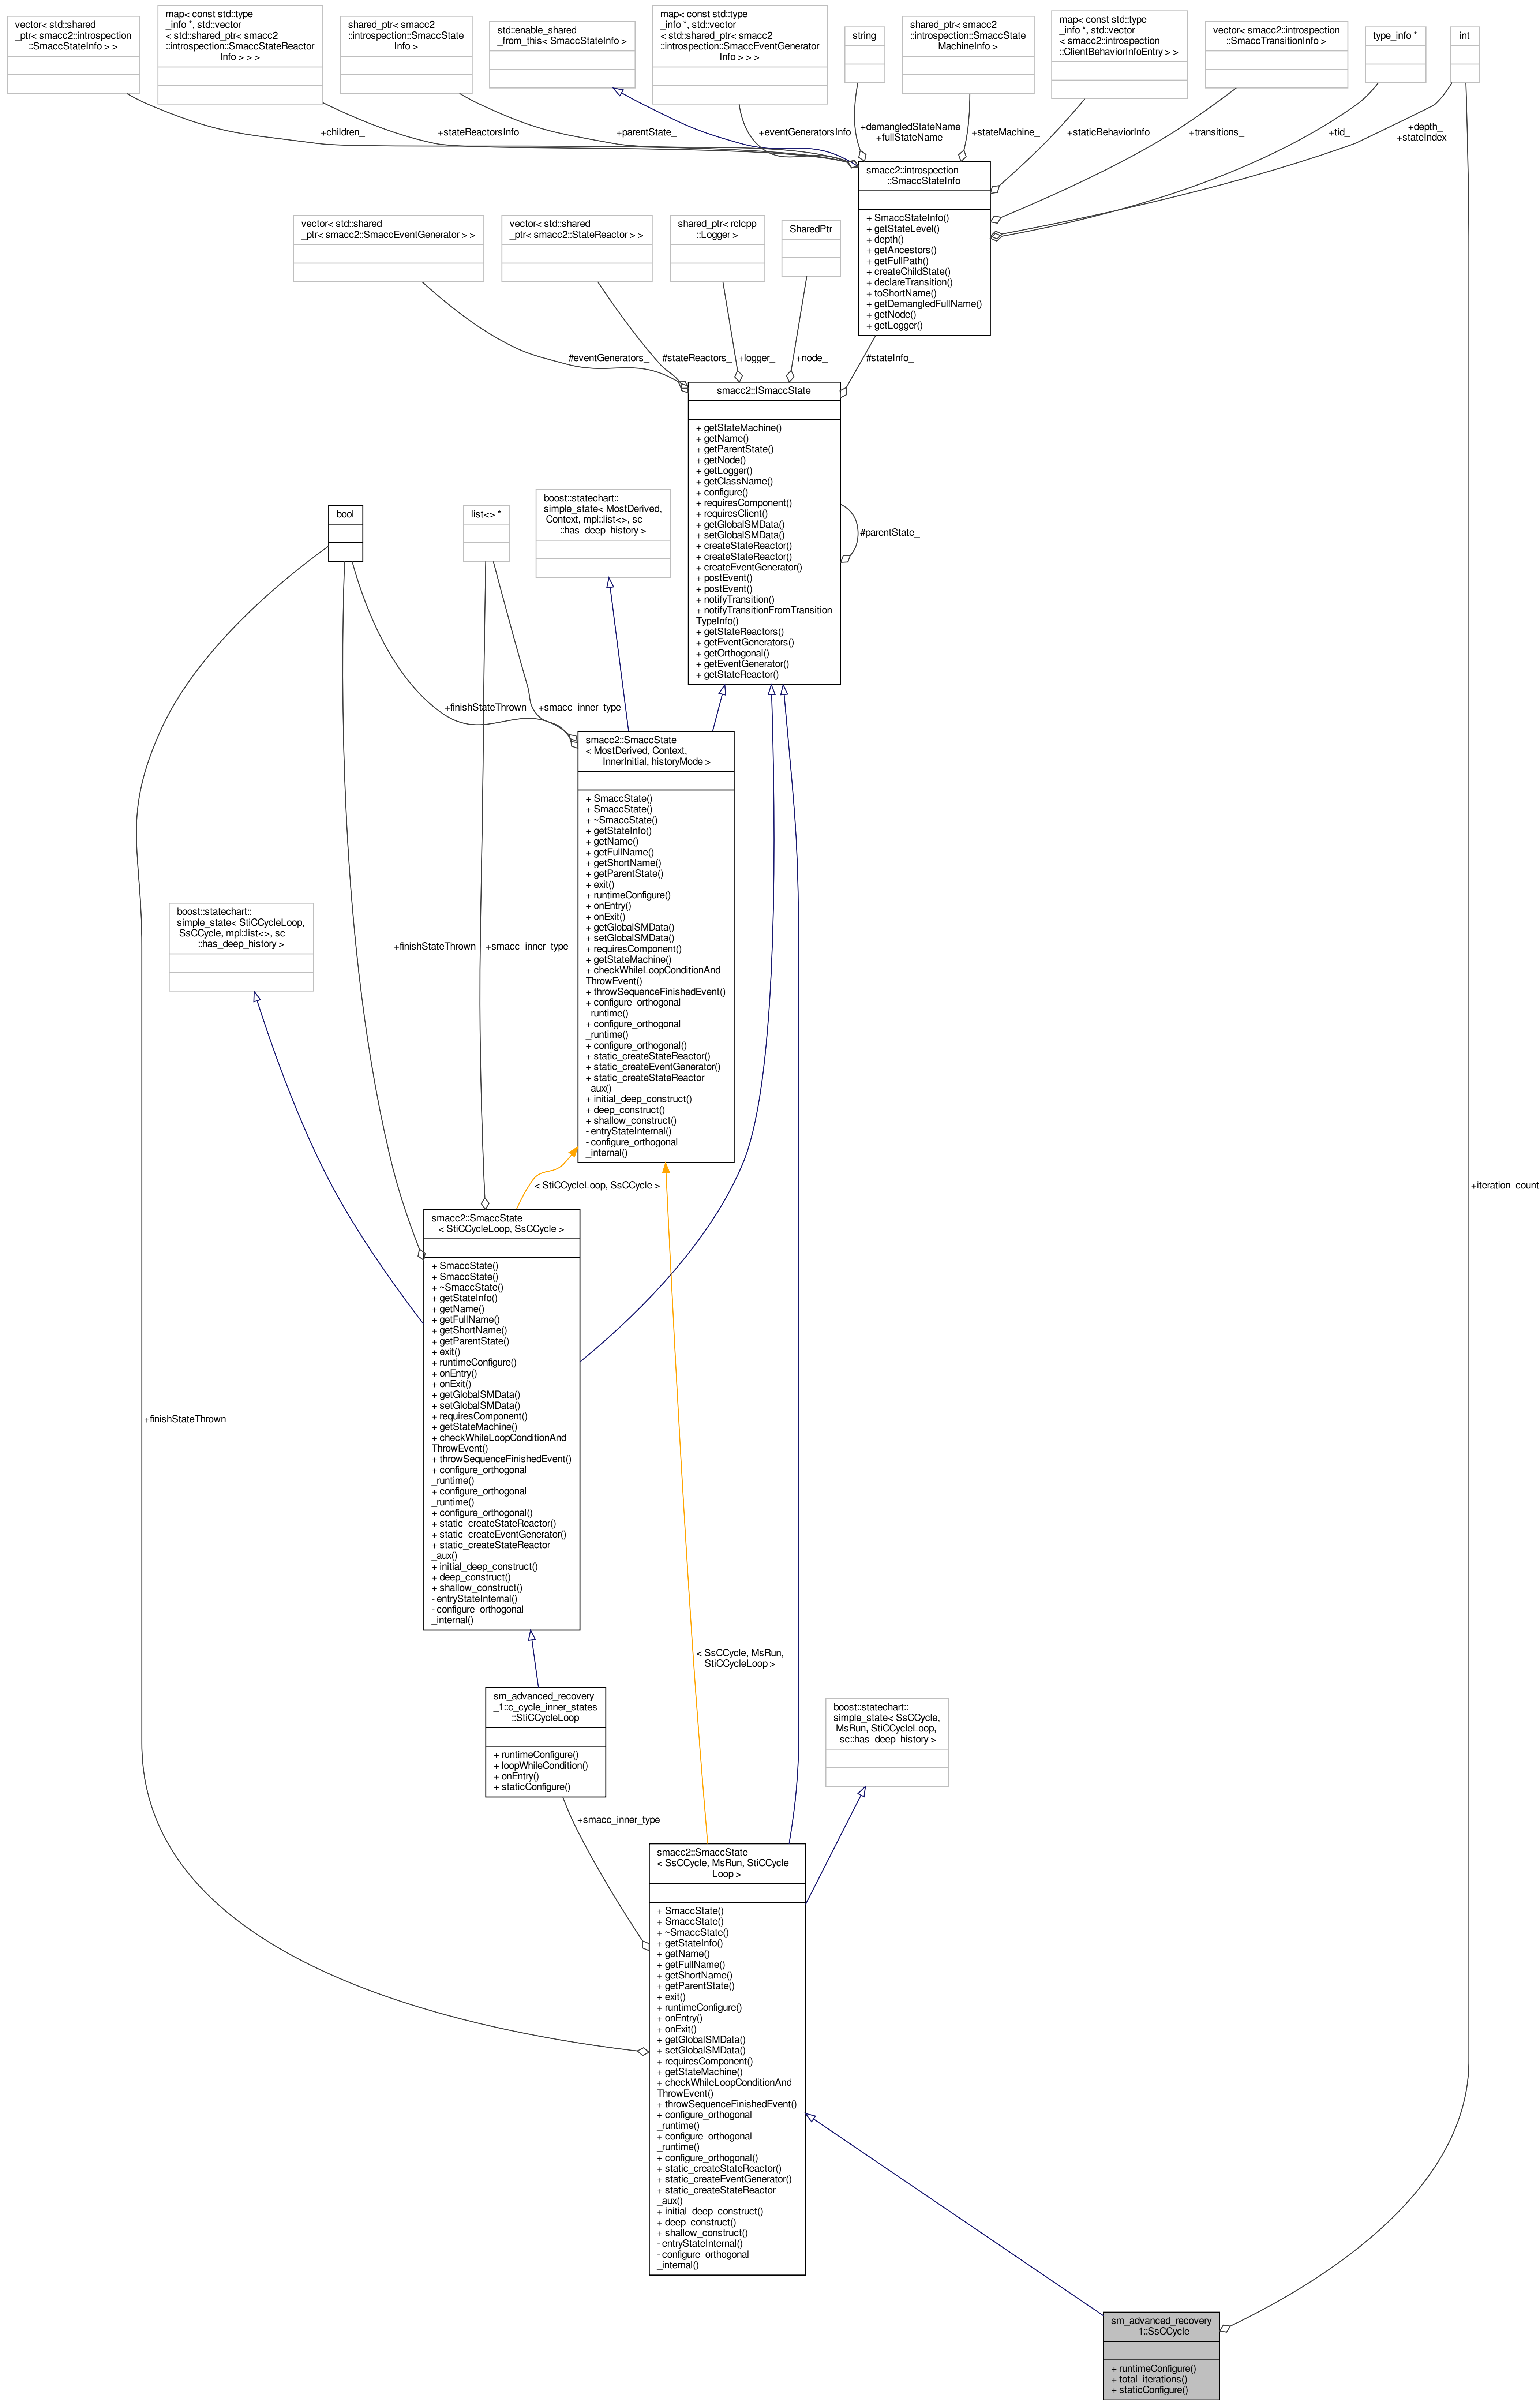 vector< std::shared
_ptr< smacc2::introspection
::SmaccStateInfo > >
map< const std::type
_info *, std::vector
< std::shared_ptr< smacc2
::introspection::SmaccStateReactor
Info > > >
shared_ptr< smacc2
::introspection::SmaccState
Info >
std::enable_shared
_from_this< SmaccStateInfo >
map< const std::type
_info *, std::vector
< std::shared_ptr< smacc2
::introspection::SmaccEventGenerator
Info > > >
string
shared_ptr< smacc2
::introspection::SmaccState
MachineInfo >
map< const std::type
_info *, std::vector
< smacc2::introspection
::ClientBehaviorInfoEntry > >
vector< smacc2::introspection
::SmaccTransitionInfo >
type_info *
int
+children_
+stateReactorsInfo
+parentState_
+eventGeneratorsInfo
+demangledStateName
+fullStateName
+stateMachine_
+staticBehaviorInfo
+transitions_
+tid_
+depth_
+stateIndex_
smacc2::introspection
::SmaccStateInfo
+ SmaccStateInfo()
+ getStateLevel()
+ depth()
+ getAncestors()
+ getFullPath()
+ createChildState()
+ declareTransition()
+ toShortName()
+ getDemangledFullName()
+ getNode()
+ getLogger()
vector< std::shared
_ptr< smacc2::SmaccEventGenerator > >
vector< std::shared
_ptr< smacc2::StateReactor > >
shared_ptr< rclcpp
::Logger >
SharedPtr
#eventGenerators_
#stateReactors_
+logger_
+node_
#stateInfo_
smacc2::ISmaccState
+ getStateMachine()
+ getName()
+ getParentState()
+ getNode()
+ getLogger()
+ getClassName()
+ configure()
+ requiresComponent()
+ requiresClient()
+ getGlobalSMData()
+ setGlobalSMData()
+ createStateReactor()
+ createStateReactor()
+ createEventGenerator()
+ postEvent()
+ postEvent()
+ notifyTransition()
+ notifyTransitionFromTransition
TypeInfo()
+ getStateReactors()
+ getEventGenerators()
+ getOrthogonal()
+ getEventGenerator()
+ getStateReactor()
#parentState_
bool
list<> *
boost::statechart::
simple_state< MostDerived,
Context, mpl::list<>, sc
::has_deep_history >
+finishStateThrown
+smacc_inner_type
smacc2::SmaccState
< MostDerived, Context,
InnerInitial, historyMode >
+ SmaccState()
+ SmaccState()
+ ~SmaccState()
+ getStateInfo()
+ getName()
+ getFullName()
+ getShortName()
+ getParentState()
+ exit()
+ runtimeConfigure()
+ onEntry()
+ onExit()
+ getGlobalSMData()
+ setGlobalSMData()
+ requiresComponent()
+ getStateMachine()
+ checkWhileLoopConditionAnd
ThrowEvent()
+ throwSequenceFinishedEvent()
+ configure_orthogonal
_runtime()
+ configure_orthogonal
_runtime()
+ configure_orthogonal()
+ static_createStateReactor()
+ static_createEventGenerator()
+ static_createStateReactor
_aux()
+ initial_deep_construct()
+ deep_construct()
+ shallow_construct()
- entryStateInternal()
- configure_orthogonal
_internal()
boost::statechart::
simple_state< StiCCycleLoop,
SsCCycle, mpl::list<>, sc
::has_deep_history >
+finishStateThrown
+smacc_inner_type
< StiCCycleLoop, SsCCycle >
+iteration_count
smacc2::SmaccState
< StiCCycleLoop, SsCCycle >
+ SmaccState()
+ SmaccState()
+ ~SmaccState()
+ getStateInfo()
+ getName()
+ getFullName()
+ getShortName()
+ getParentState()
+ exit()
+ runtimeConfigure()
+ onEntry()
+ onExit()
+ getGlobalSMData()
+ setGlobalSMData()
+ requiresComponent()
+ getStateMachine()
+ checkWhileLoopConditionAnd
ThrowEvent()
+ throwSequenceFinishedEvent()
+ configure_orthogonal
_runtime()
+ configure_orthogonal
_runtime()
+ configure_orthogonal()
+ static_createStateReactor()
+ static_createEventGenerator()
+ static_createStateReactor
_aux()
+ initial_deep_construct()
+ deep_construct()
+ shallow_construct()
- entryStateInternal()
- configure_orthogonal
_internal()
+finishStateThrown
< SsCCycle, MsRun,
StiCCycleLoop >
sm_advanced_recovery
_1::c_cycle_inner_states
::StiCCycleLoop
+ runtimeConfigure()
+ loopWhileCondition()
+ onEntry()
+ staticConfigure()
boost::statechart::
simple_state< SsCCycle,
MsRun, StiCCycleLoop,
sc::has_deep_history >
+smacc_inner_type
smacc2::SmaccState
< SsCCycle, MsRun, StiCCycle
Loop >
+ SmaccState()
+ SmaccState()
+ ~SmaccState()
+ getStateInfo()
+ getName()
+ getFullName()
+ getShortName()
+ getParentState()
+ exit()
+ runtimeConfigure()
+ onEntry()
+ onExit()
+ getGlobalSMData()
+ setGlobalSMData()
+ requiresComponent()
+ getStateMachine()
+ checkWhileLoopConditionAnd
ThrowEvent()
+ throwSequenceFinishedEvent()
+ configure_orthogonal
_runtime()
+ configure_orthogonal
_runtime()
+ configure_orthogonal()
+ static_createStateReactor()
+ static_createEventGenerator()
+ static_createStateReactor
_aux()
+ initial_deep_construct()
+ deep_construct()
+ shallow_construct()
- entryStateInternal()
- configure_orthogonal
_internal()
sm_advanced_recovery
_1::SsCCycle
+ runtimeConfigure()
+ total_iterations()
+ staticConfigure()